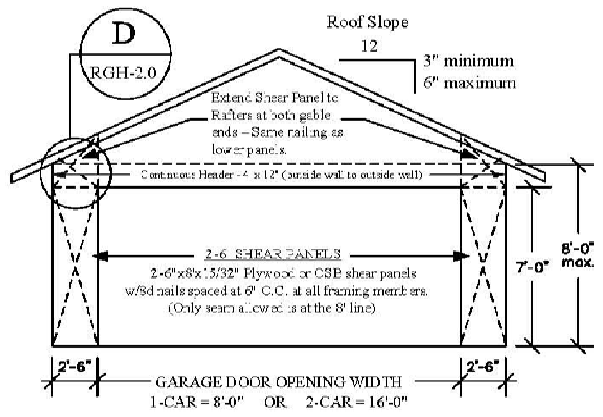 D
RGH-2.0
Roof Slope
12
3" minimum
6" maximum
Extend Shear Panel to
Rafters at both gable
ends – Same nailing as
lower panels.
Continuous Header - 4 x 12" (outside wall to outside wall)
2-6 SHEAR PANELS
2-6"x8'x15/32" Plywood or CSB shear panels
w/8d nails spaced at 6" C.C. at all framing members.
(Only seam allowed is at the 8' line)
7'-0"
8'-0"
max.
2'-6"
2'-6"
GARAGE DOOR OPENING WIDTH
1-CAR = 8'-0" OR 2-CAR = 16'-0"